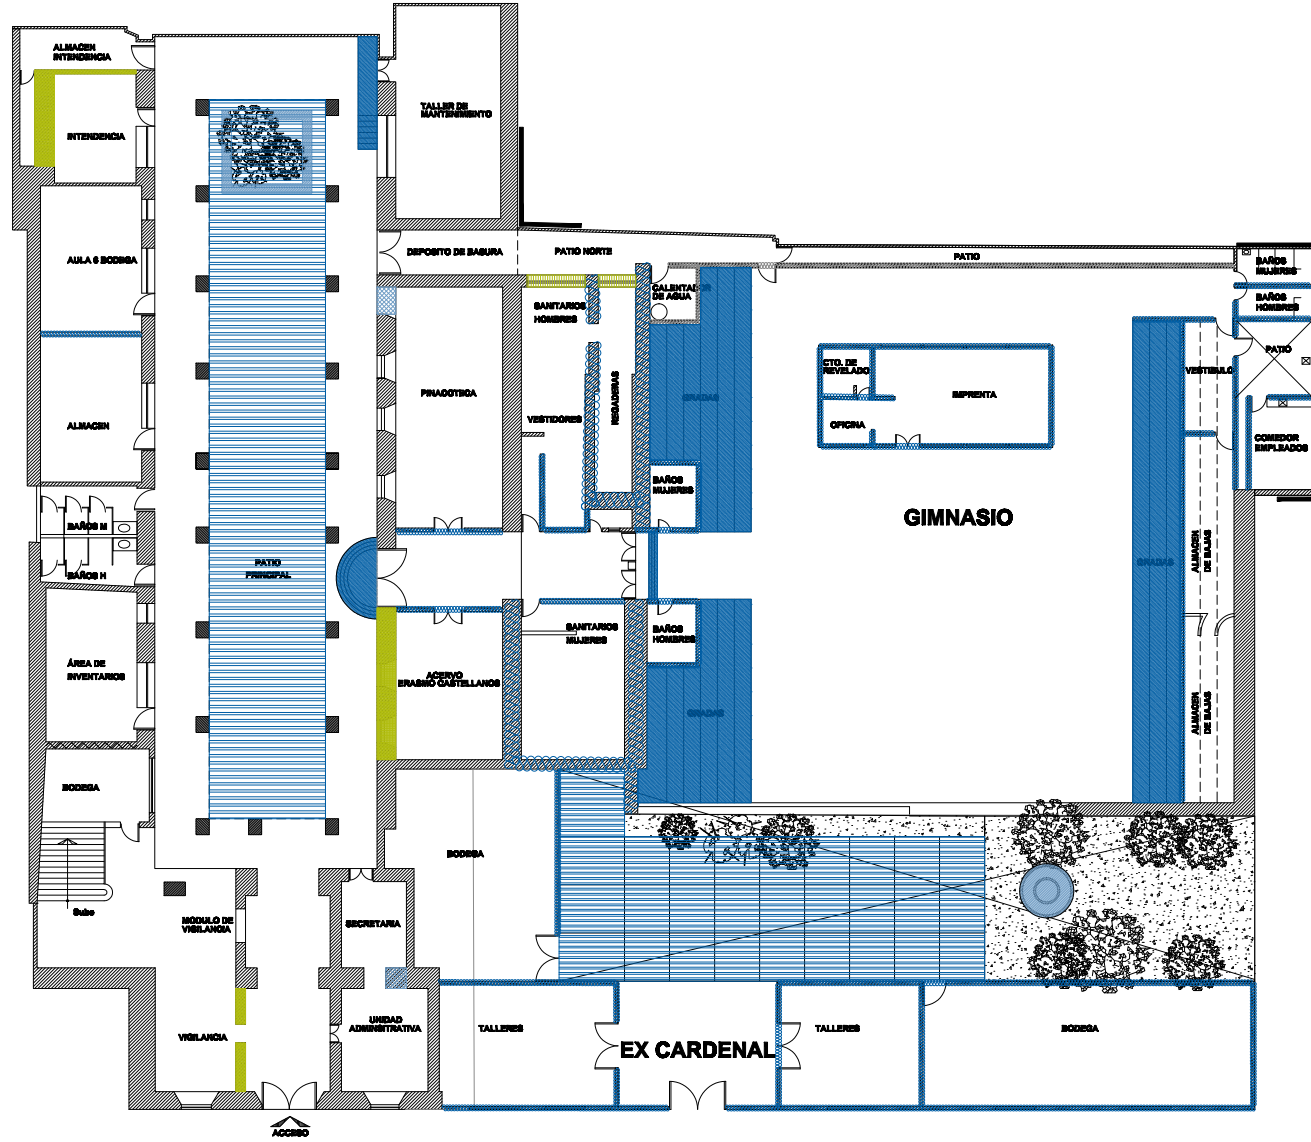 ALMACEN
INTENDENCIA
TALLER DE
MANTENIMIENTO
INTENDENCIA
AULA 6 BODEGA
DEPOSITO DE BASURA
PATIO NORTE
PATIO
BAÑOS
MUJERES
BAÑOS
HOMBRES
CALENTADOR
DE AGUA
SANITARIOS
HOMBRES
PATIO
VESTIBULO
CTO. DE
REVELADO
IMPRENTA
OFICINA
PINACOTECA
REGADERAS
GRADAS
VESTIDORES
ALMACEN
COMEDOR
EMPLEADOS
BAÑOS
MUJERES
GIMNASIO
BAÑOS M
BAÑOS H
PATIO
PRINCIPAL
GRADAS
ALMACEN
DE BAJAS
SANITARIOS
MUJERES
BAÑOS
HOMBRES
ÁREA DE
INVENTARIOS
ACERVO
ERASMO CASTELLANOS
GRADAS
ALMACEN
DE BAJAS
BODEGA
BODEGA
Sube
MODULO DE
VIGILANCIA
SECRETARIA
VIGILANCIA
UNIDAD
ADMINSITRATIVA
TALLERES
EX CARDENAL
TALLERES
BODEGA
ACCESO